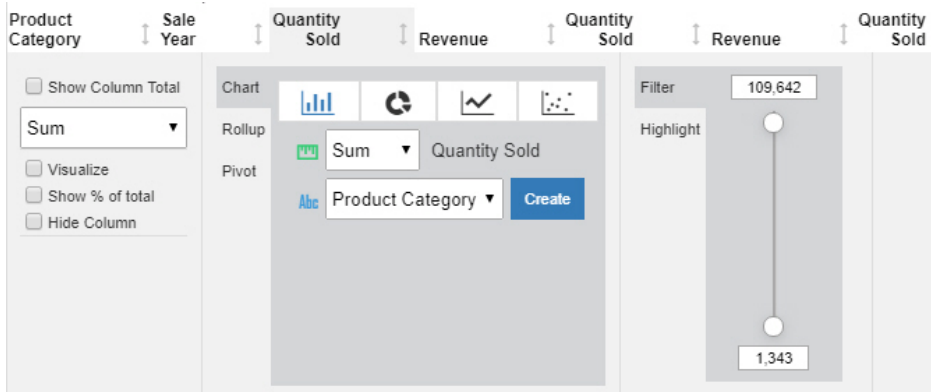 Product Category
Sale Year
Quantity Sold
Revenue
Quantity Sold
Revenue
Quantity Sold
Show Column Total
Sum
Visualize
Show % of total
Hide Column
Chart
Rollup
Pivot
Sum
Quantity Sold
Abc
Product Category
Create
Filter
Highlight
109,642
1,343